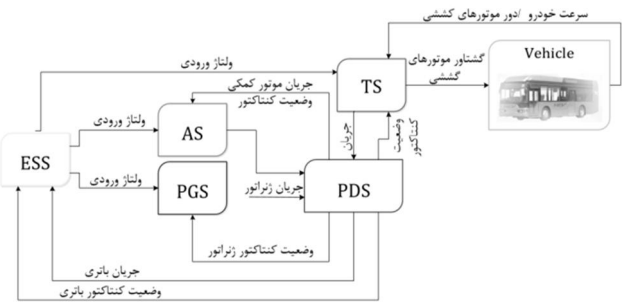 سرعت خودرو / دور موتورهای کششی
Vehicle
ولتاژ ورودی
گشتاور موتورهای
گششی
TS
جریان موتور کمکی
وضعیت کنتاکتور
ولتاژ ورودی
AS
جریان
وضعیت
کنتاکتور
ESS
ولتاژ ورودی
PGS
جریان ژنراتور
PDS
وضعیت کنتاکتور ژنراتور
جریان باتری
وضعیت کنتاکتور باتری